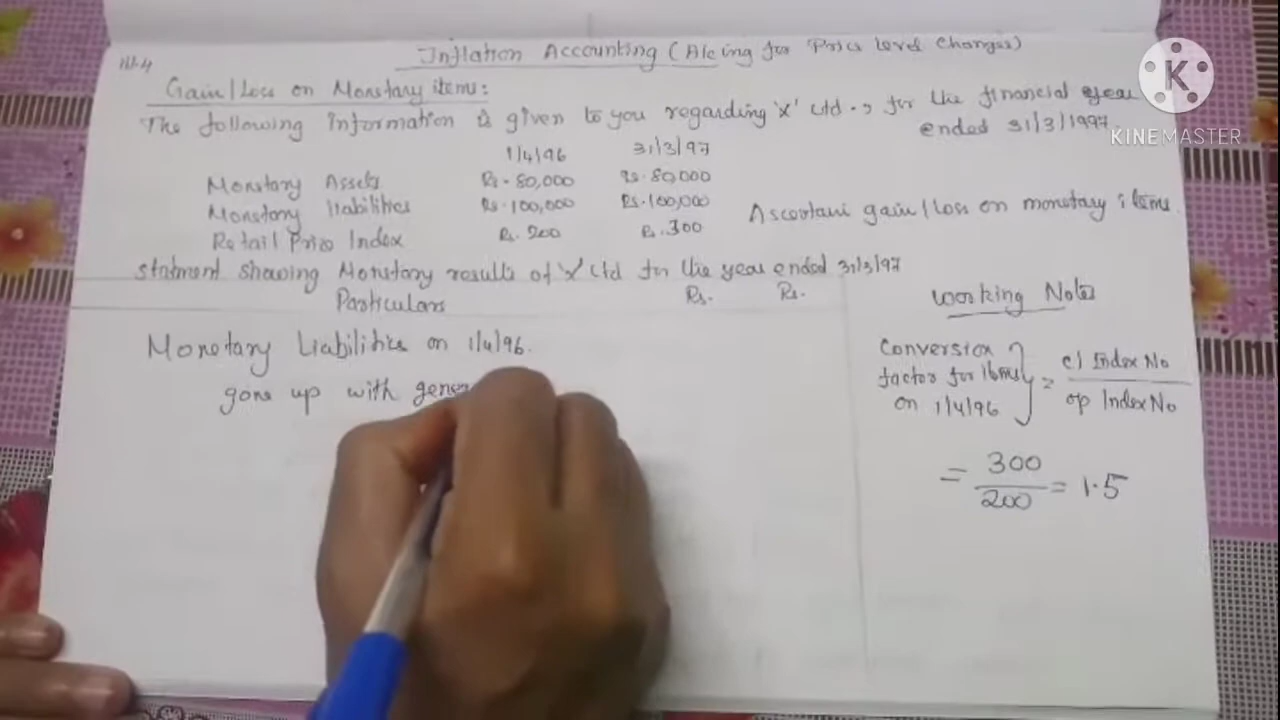 Inflation Accounting (A/cing for Price Level Changes)
Ill-4
Gain/Loss on Monetary items:
The following information is given to you regarding 'X' Ltd., for the financial year
ended 31/3/1997
1/4/96 31/3/97
Monetary Assets Rs. 80,000 Rs. 80,000
Monetary liabilities Rs. 100,000 Rs. 100,000
Retail Price Index Rs. 200 Rs. 300
Ascertain gain/Loss on monetary items.
Statment showing Monetary results of 'X' Ltd for the year ended 31/3/97
Particulars Rs. Rs.
Monetary Liabilities on 1/4/96.
gone up with gener
Working Notes
Conversion factor for items on 1/4/96 } = cl Index No / op Index No
= 300/200 = 1.5
K
KINEMASTER